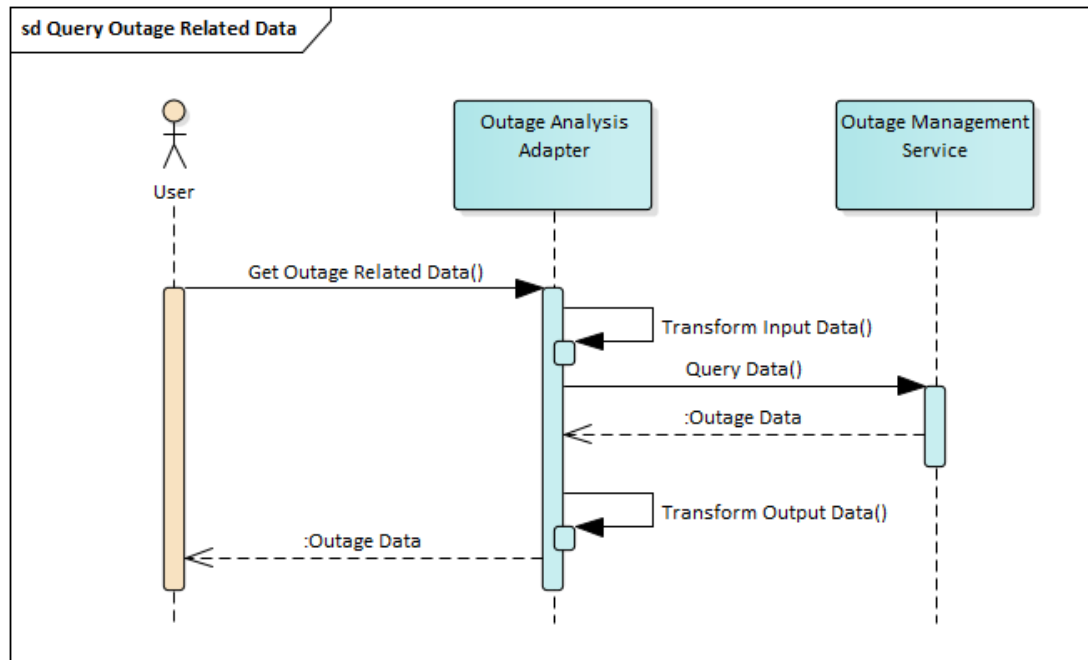 sd Query Outage Related Data
User
Outage Analysis
Adapter
Outage Management
Service
Get Outage Related Data()
Transform Input Data()
Query Data()
:Outage Data
Transform Output Data()
:Outage Data